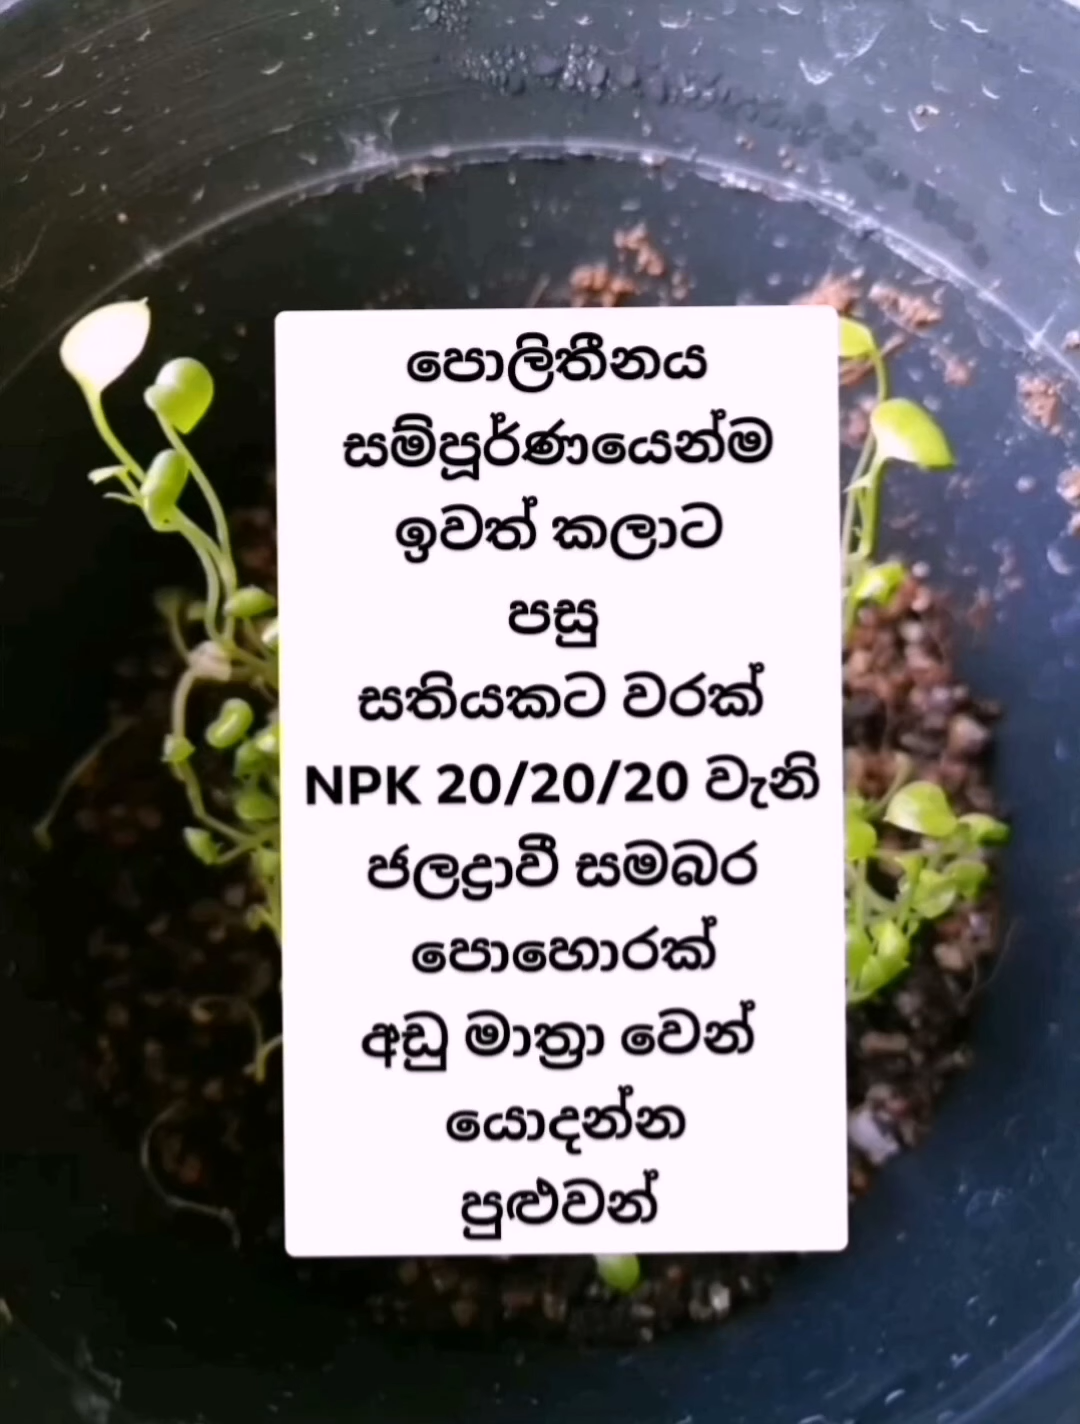 පොලිතීනය
සම්පූර්ණයෙන්ම
ඉවත් කලාට
පසු
සතියකට වරක්
NPK 20/20/20 වැනි
ජලද්‍රාවී සමබර
පොහොරක්
අඩු මාත්‍රා වෙන්
යොදන්න
පුළුවන්